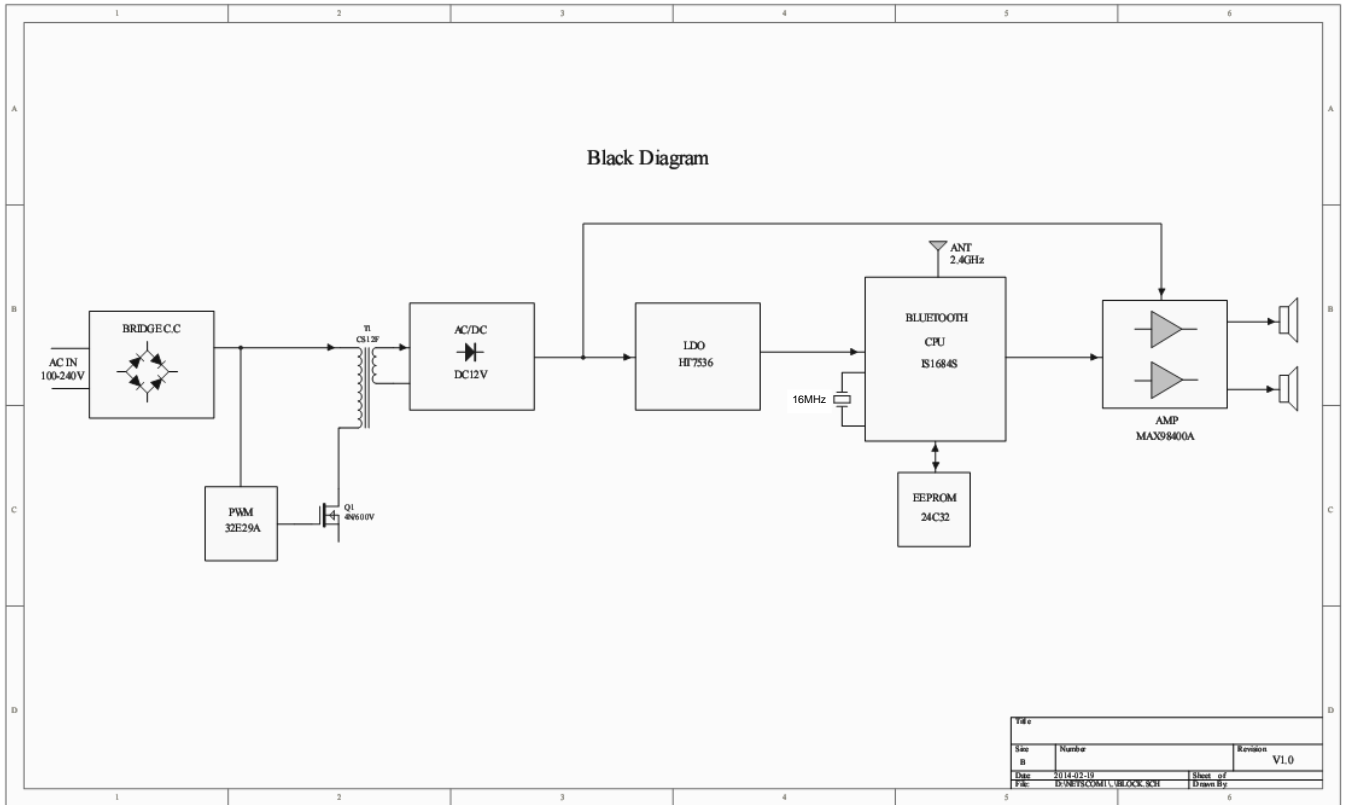 1 2 3 4 5 6
A A
Black Diagram
ANT
2.4GHz
B B
BRIDGE C.C
AC IN
100-240V
T1
CS12F
AC/DC
DC12V
LDO
HT7536
BLUETOOTH
CPU
IS1684S
16MHz
AMP
MAX98400A
PWM
32E29A
Q1
4N/600V
EEPROM
24C32
C C
D D
Title
Size Number Revision
B V1.0
Date 2014-02-19 Sheet of
File: Drawn By
1 2 3 4 5 6